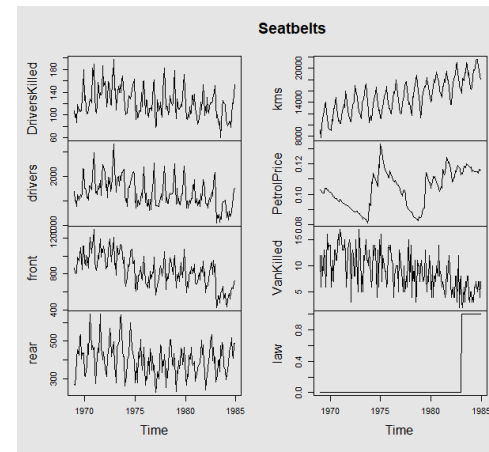 Seatbelts
DriversKilled
60 100 140 180
drivers
1000 2000
front
400 800 1200
rear
300 500
1970 1975 1980 1985
Time
kms
8000 14000 20000
PetrolPrice
0.08 0.10 0.12
VanKilled
5 10 15
law
0.0 0.4 0.8
1970 1975 1980 1985
Time